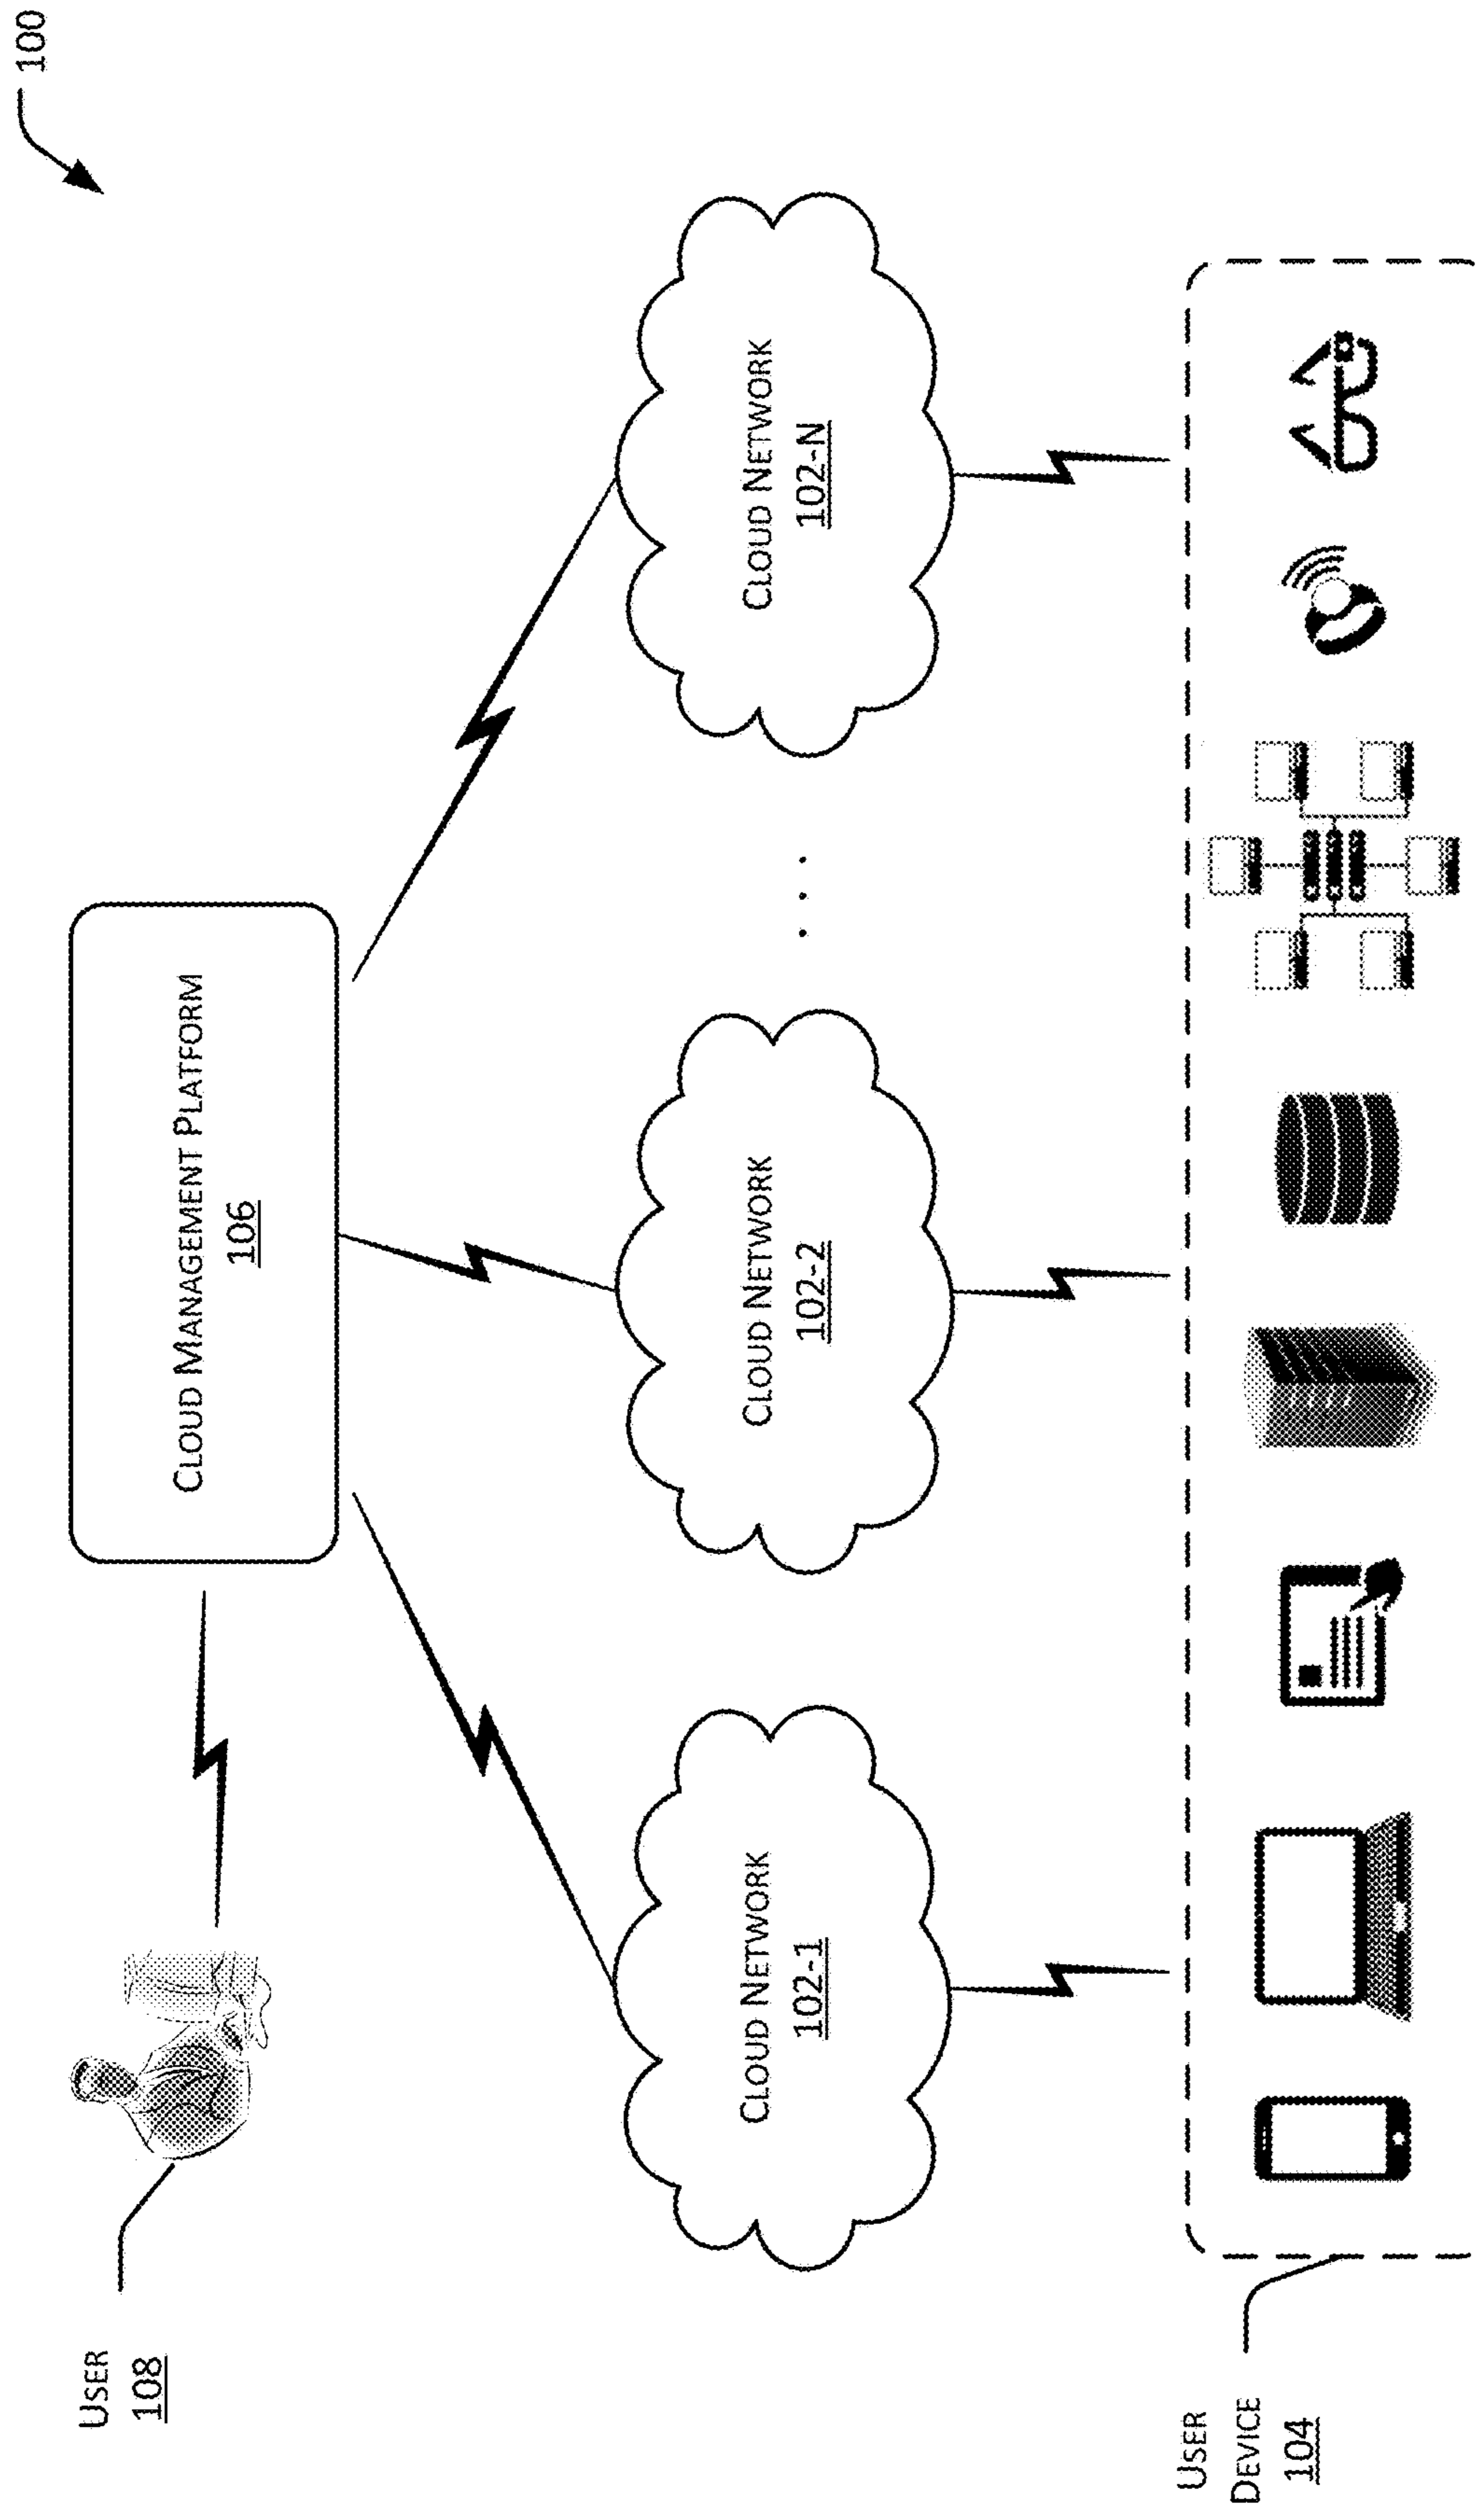 100
USER
108
CLOUD MANAGEMENT PLATFORM
106
CLOUD NETWORK
102-1
CLOUD NETWORK
102-2
. . .
CLOUD NETWORK
102-N
USER
DEVICE
104